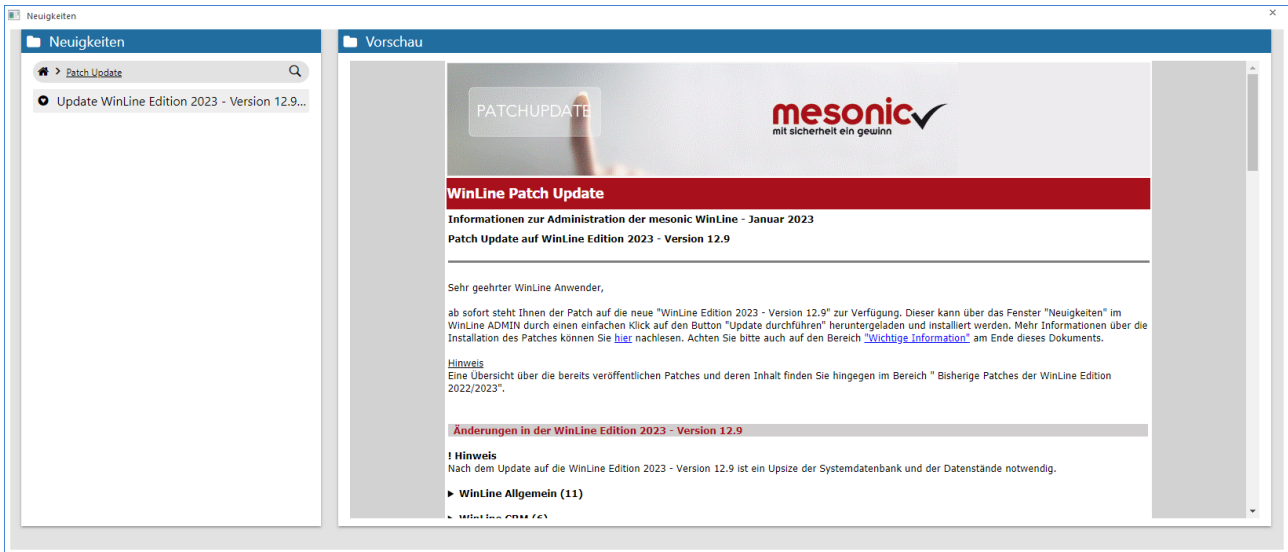 Neuigkeiten
Neuigkeiten
Patch Update
Update WinLine Edition 2023 - Version 12.9...
Vorschau
PATCHUPDATE
mesonic
mit sicherheit ein gewinn
WinLine Patch Update
Informationen zur Administration der mesonic WinLine - Januar 2023
Patch Update auf WinLine Edition 2023 - Version 12.9
Sehr geehrter WinLine Anwender,
ab sofort steht Ihnen der Patch auf die neue "WinLine Edition 2023 - Version 12.9" zur Verfügung. Dieser kann über das Fenster "Neuigkeiten" im
WinLine ADMIN durch einen einfachen Klick auf den Button "Update durchführen" heruntergeladen und installiert werden. Mehr Informationen über die
Installation des Patches können Sie hier nachlesen. Achten Sie bitte auch auf den Bereich "Wichtige Information" am Ende dieses Dokuments.
Hinweis
Eine Übersicht über die bereits veröffentlichen Patches und deren Inhalt finden Sie hingegen im Bereich " Bisherige Patches der WinLine Edition
2022/2023".
Änderungen in der WinLine Edition 2023 - Version 12.9
! Hinweis
Nach dem Update auf die WinLine Edition 2023 - Version 12.9 ist ein Upsize der Systemdatenbank und der Datenstände notwendig.
WinLine Allgemein (11)
WinLine CRM (6)